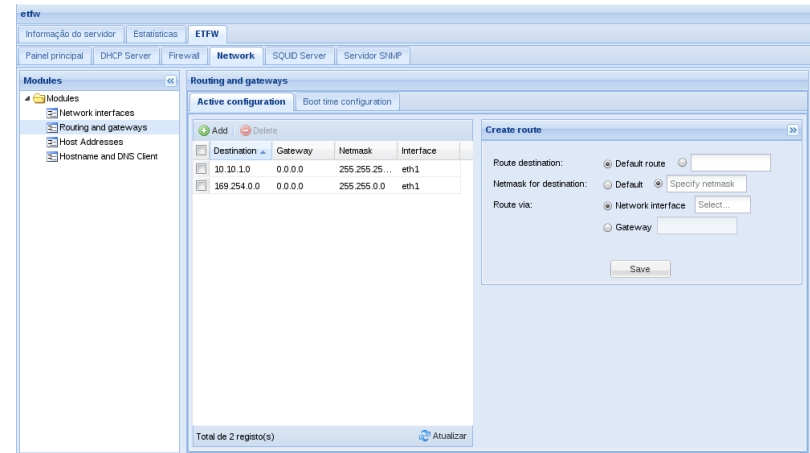 etfw
Informação do servidor Estatísticas ETFW
Painel principal DHCP Server Firewall Network SQUID Server Servidor SNMP
Modules
Modules
Network interfaces
Routing and gateways
Host Addresses
Hostname and DNS Client
Routing and gateways
Active configuration Boot time configuration
Add Delete
Destination Gateway Netmask Interface
10.10.1.0 0.0.0.0 255.255.25... eth1
169.254.0.0 0.0.0.0 255.255.0.0 eth1
Total de 2 registo(s) Atualizar
Create route
Route destination: Default route
Netmask for destination: Default Specify netmask
Route via: Network interface Select...
Gateway
Save